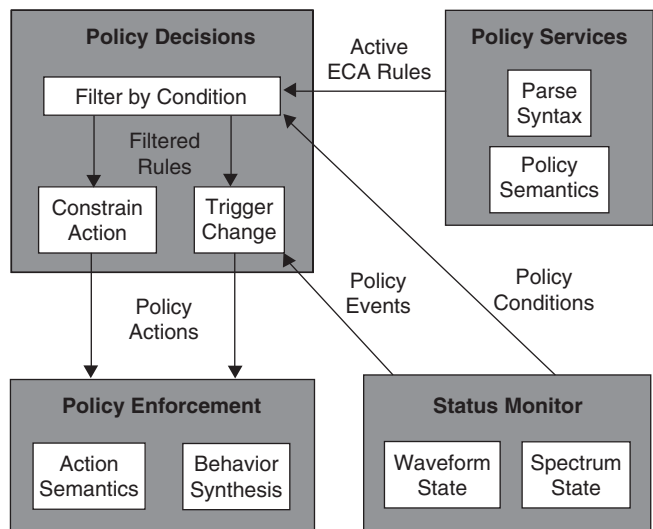 Policy Decisions
Filter by Condition
Filtered
Rules
Constrain
Action
Trigger
Change
Active
ECA Rules
Policy Services
Parse
Syntax
Policy
Semantics
Policy
Actions
Policy
Events
Policy
Conditions
Policy Enforcement
Action
Semantics
Behavior
Synthesis
Status Monitor
Waveform
State
Spectrum
State